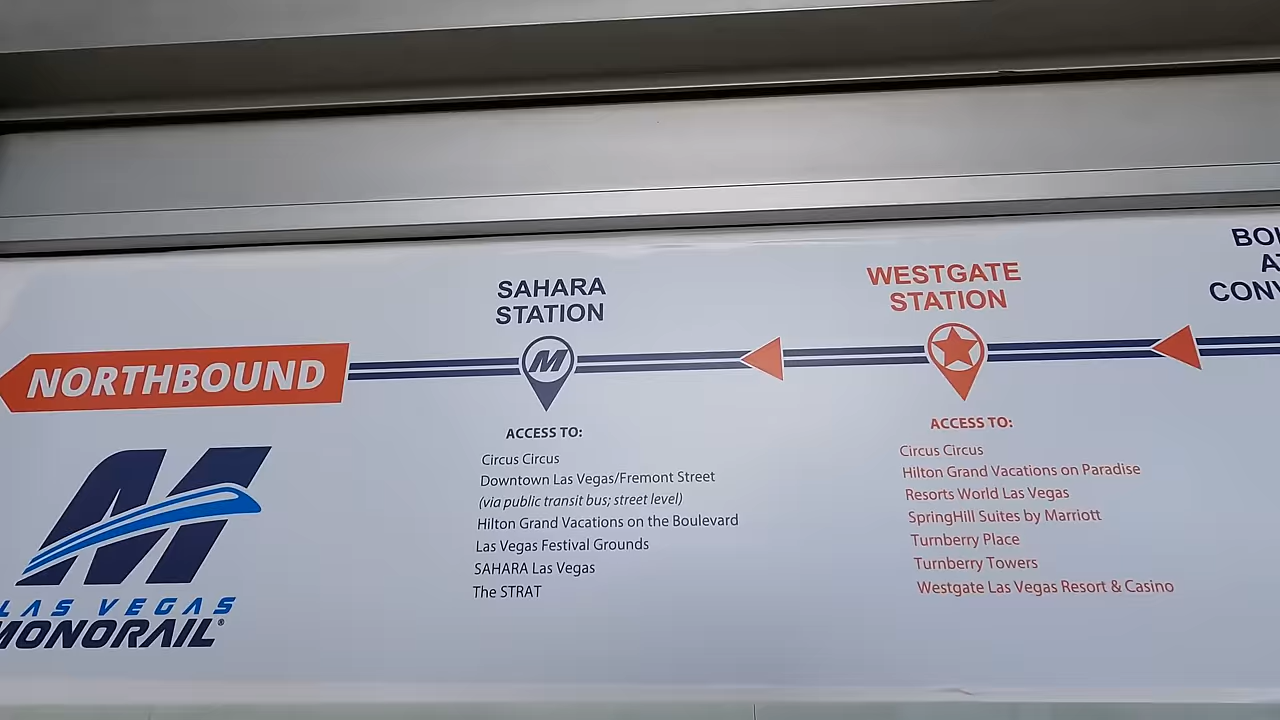 NORTHBOUND
LAS VEGAS
MONORAIL®
SAHARA
STATION
M
ACCESS TO:
Circus Circus
Downtown Las Vegas/Fremont Street
(via public transit bus; street level)
Hilton Grand Vacations on the Boulevard
Las Vegas Festival Grounds
SAHARA Las Vegas
The STRAT
WESTGATE
STATION
ACCESS TO:
Circus Circus
Hilton Grand Vacations on Paradise
Resorts World Las Vegas
SpringHill Suites by Marriott
Turnberry Place
Turnberry Towers
Westgate Las Vegas Resort & Casino